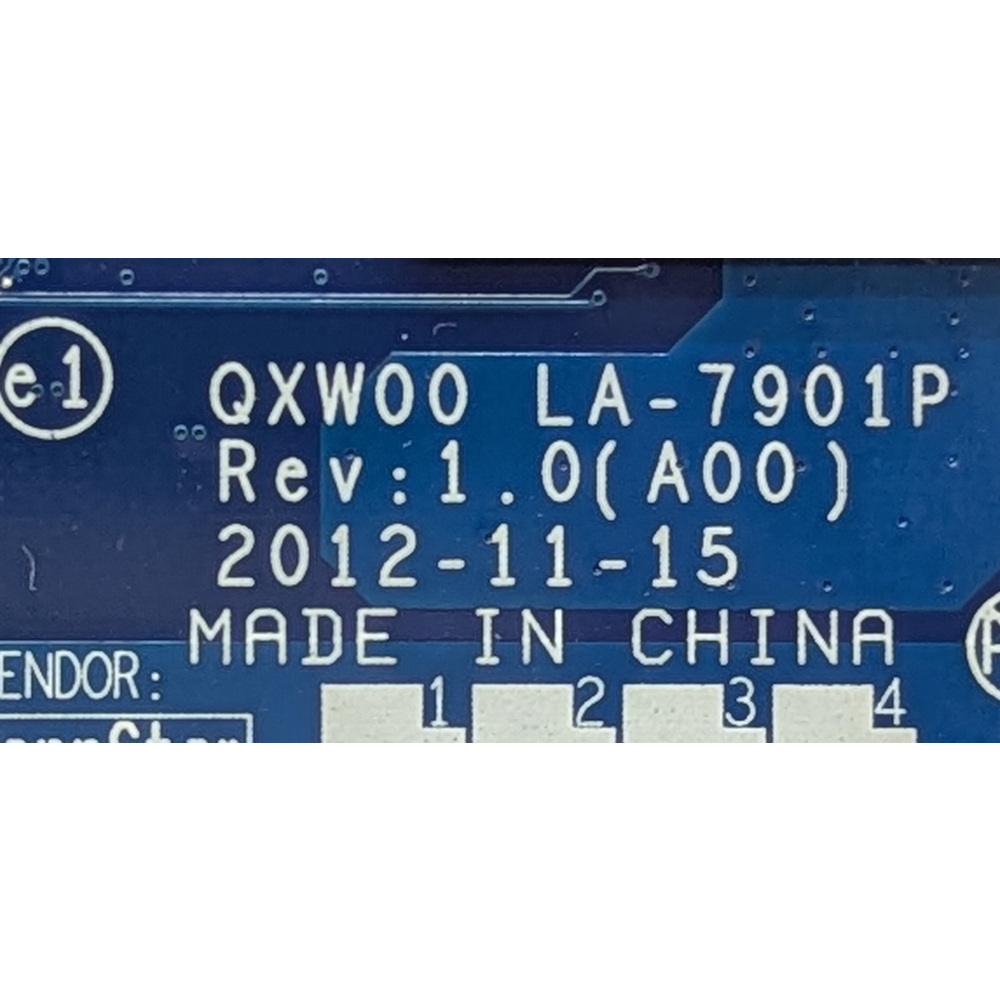 e1
QXW00 LA-7901P
Rev:1.0(A00)
2012-11-15
MADE IN CHINA
ENDOR:
1 2 3 4